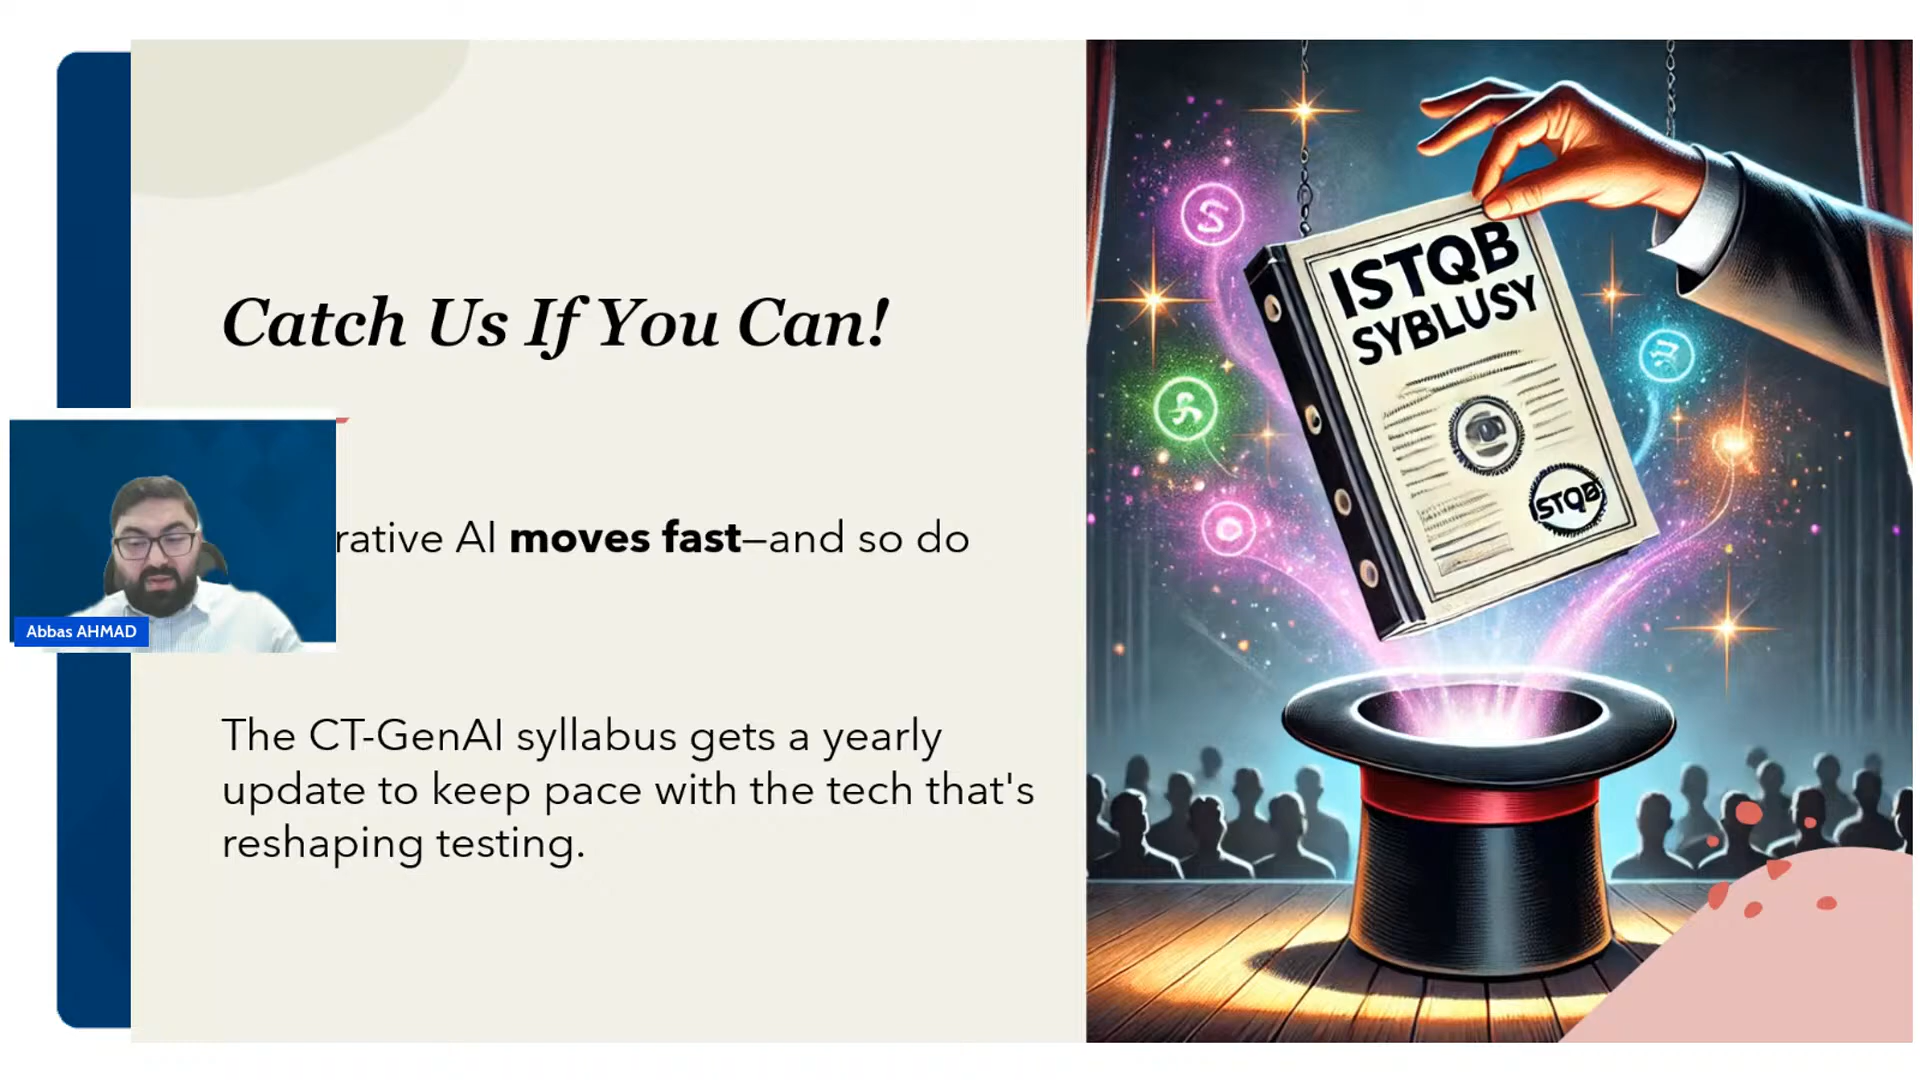 Catch Us If You Can!
rative AI moves fast—and so do
Abbas AHMAD
The CT-GenAI syllabus gets a yearly
update to keep pace with the tech that's
reshaping testing.
ISTQB
SYBLUSY
STQB